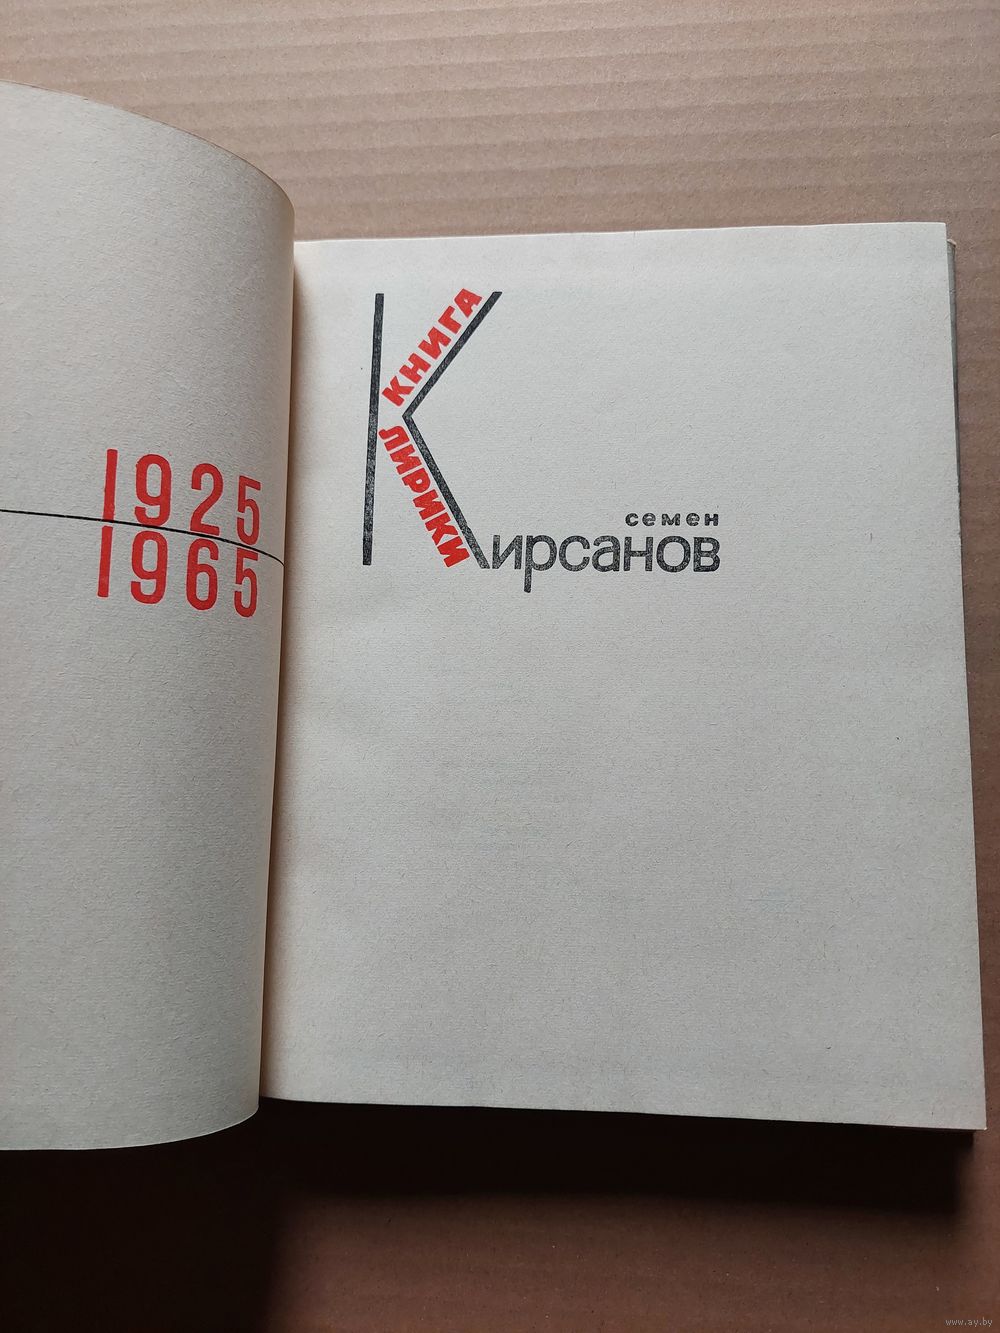 1925
1965
КНИГА
ЛИРИКИ
семен
Кирсанов
www.ay.by